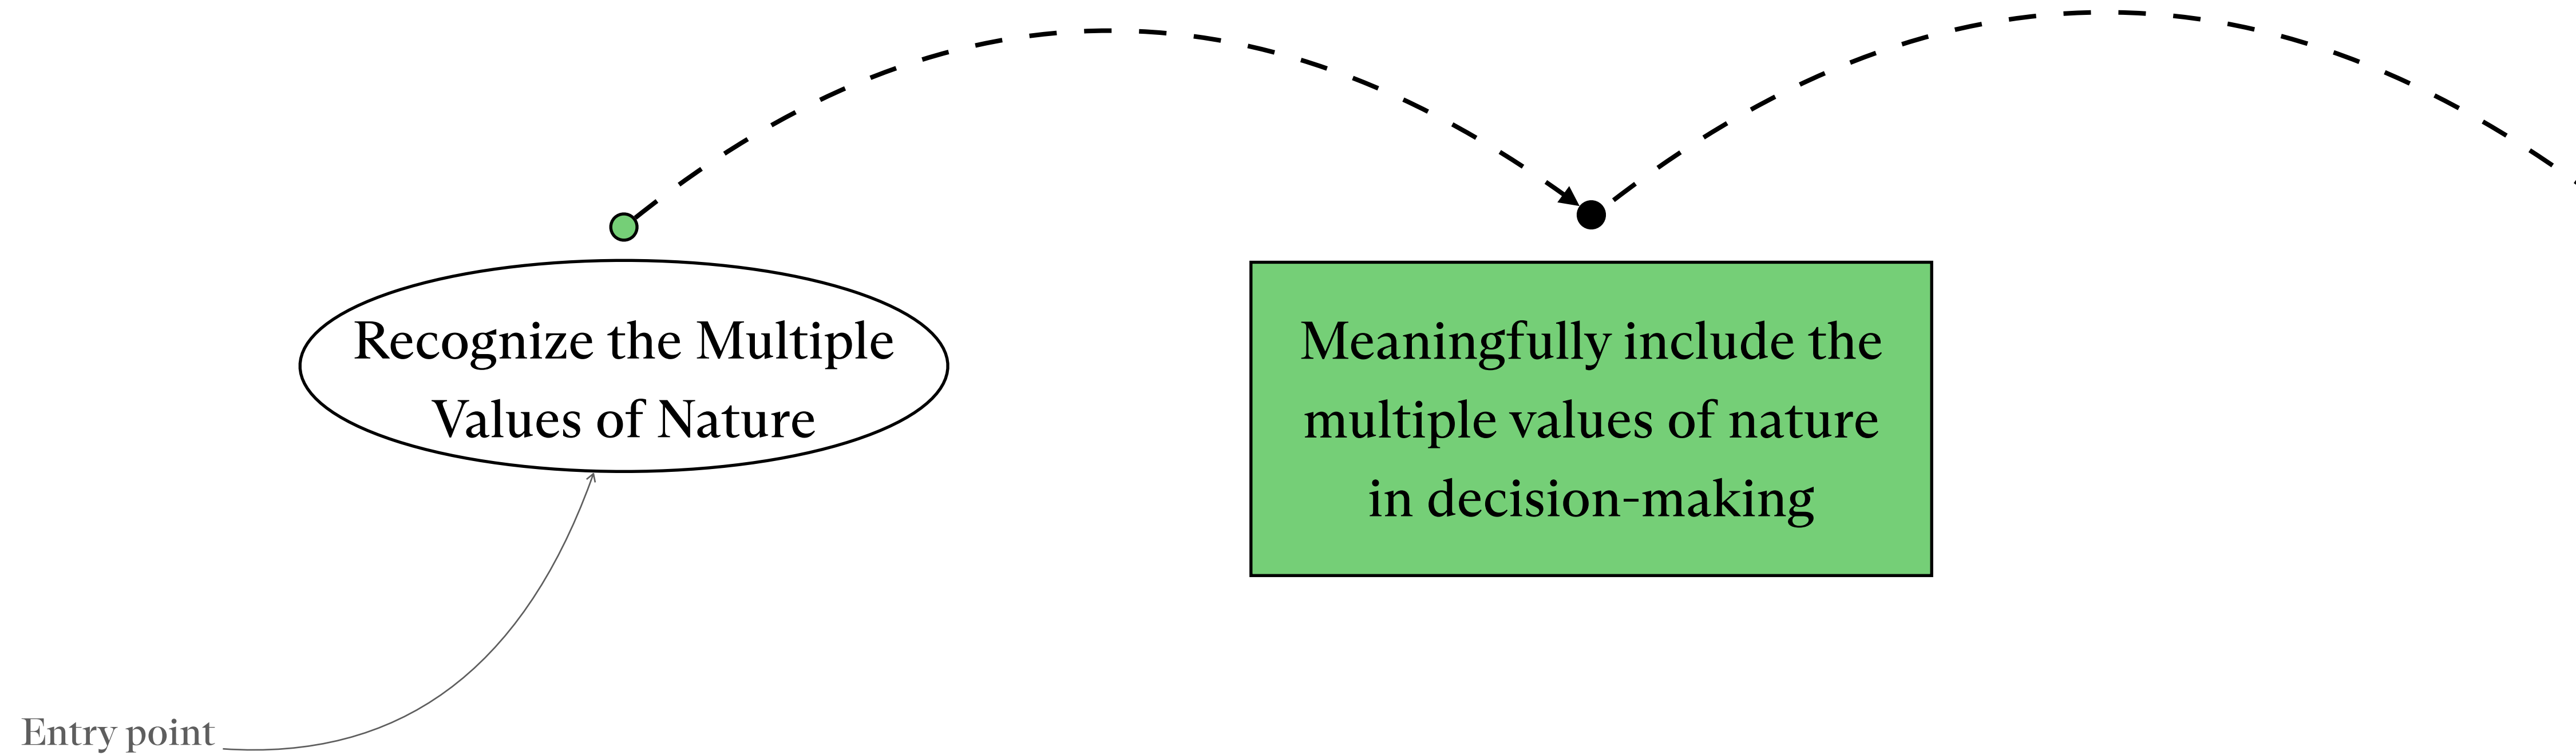 Recognize the Multiple
Values of Nature
Meaningfully include the
multiple values of nature
in decision-making
Entry point